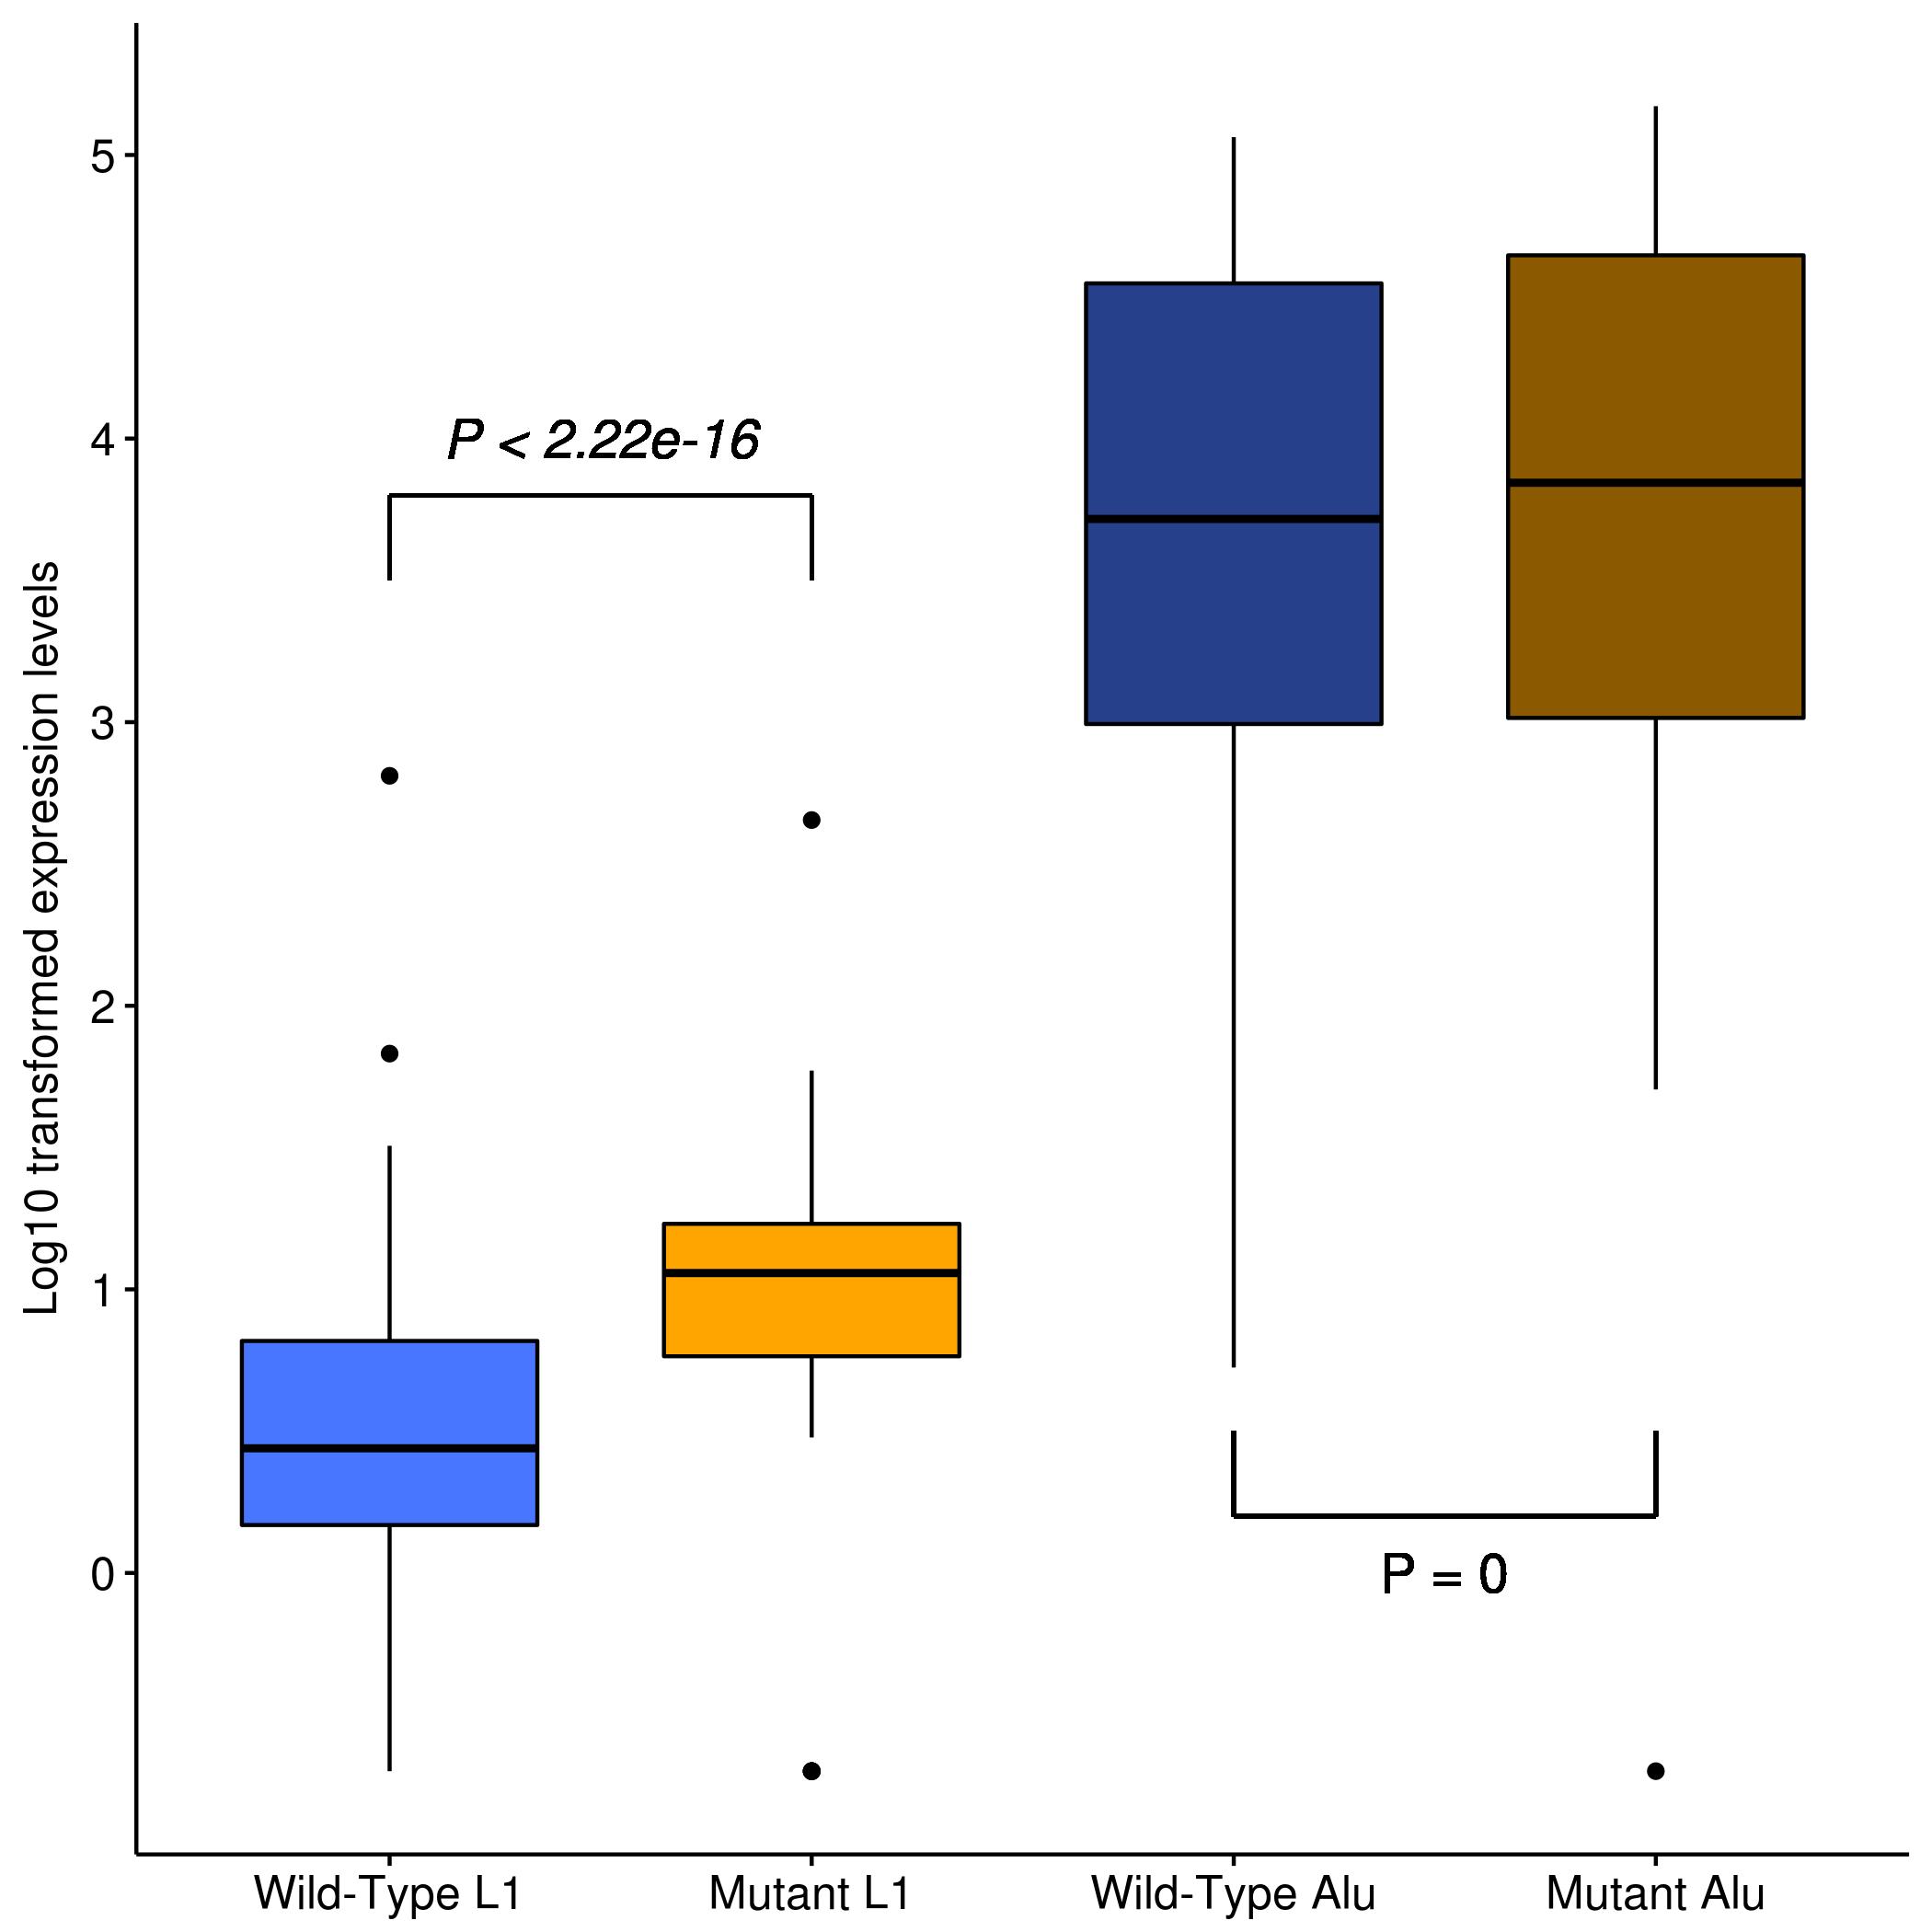 Log10 transformed expression levels
5
4
3
2
1
0
P < 2.22e-16
P = 0
Wild-Type L1
Mutant L1
Wild-Type Alu
Mutant Alu